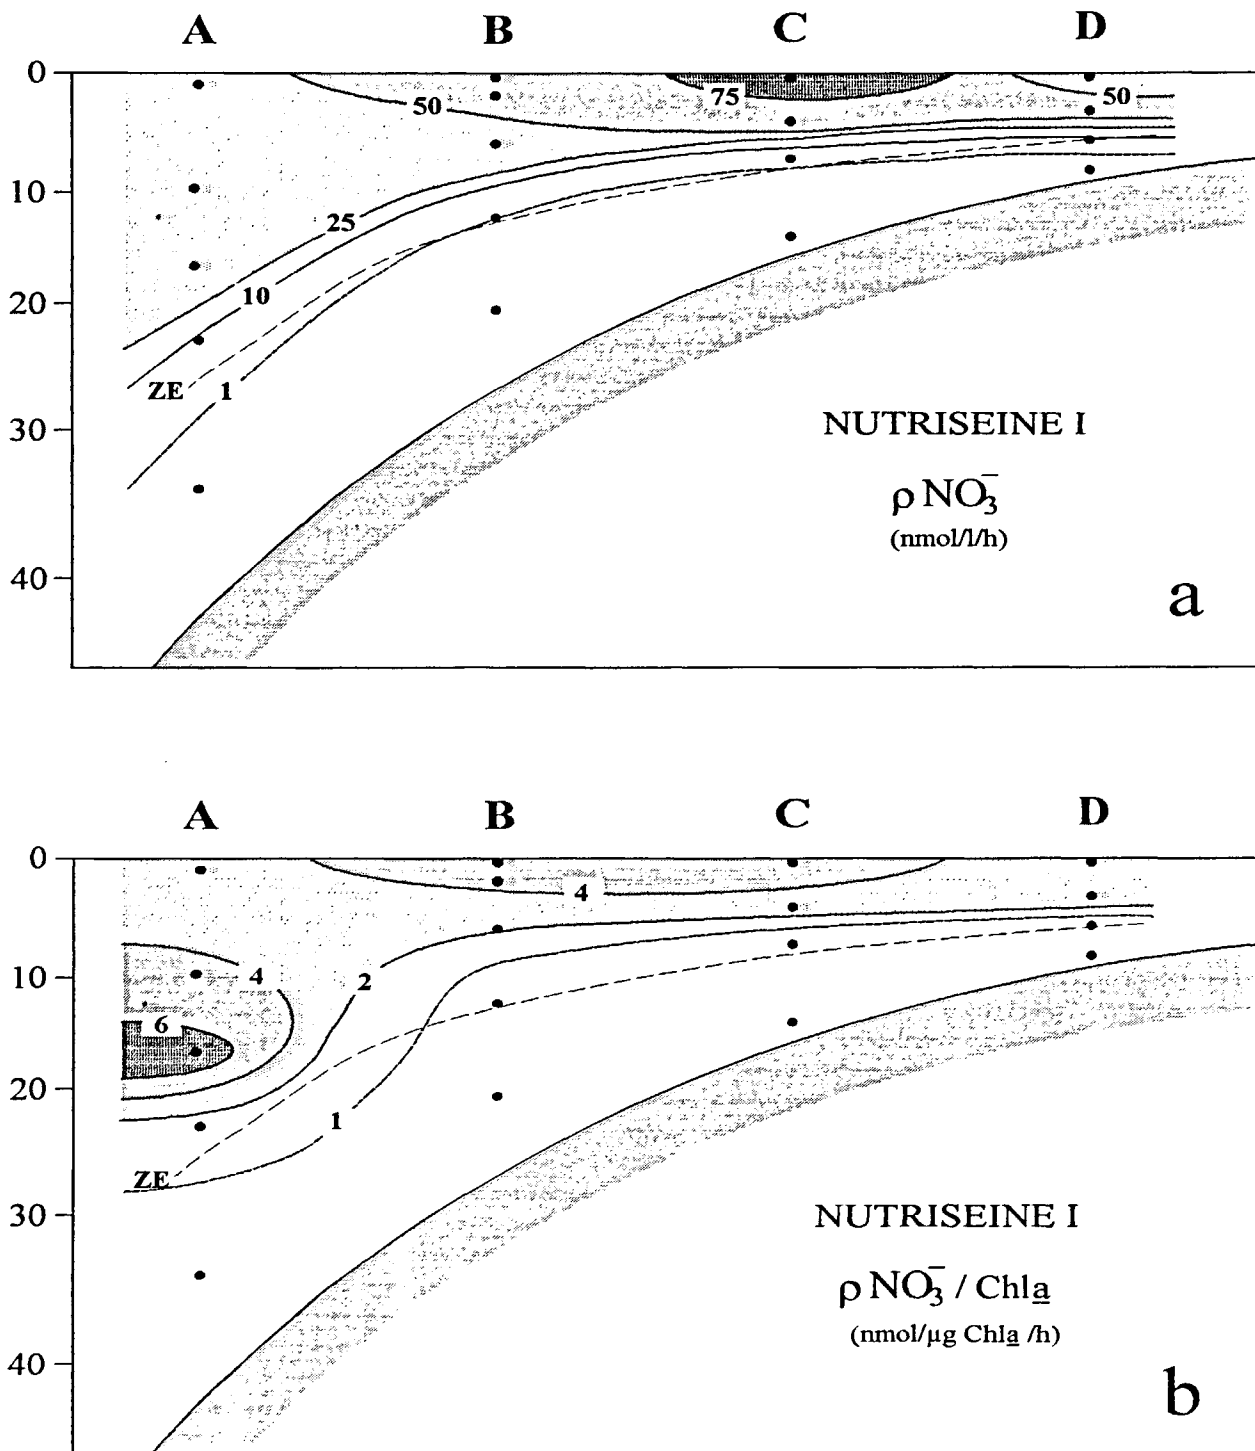 A B C D
0
75
50
50
10
25
10
20
ZE
1
30
NUTRISEINE I
ρ NO₃⁻
(nmol/l/h)
40
a
A B C D
0
4
10
4
2
6
20
1
ZE
30
NUTRISEINE I
ρ NO₃⁻ / Chla
(nmol/µg Chla /h)
40
b